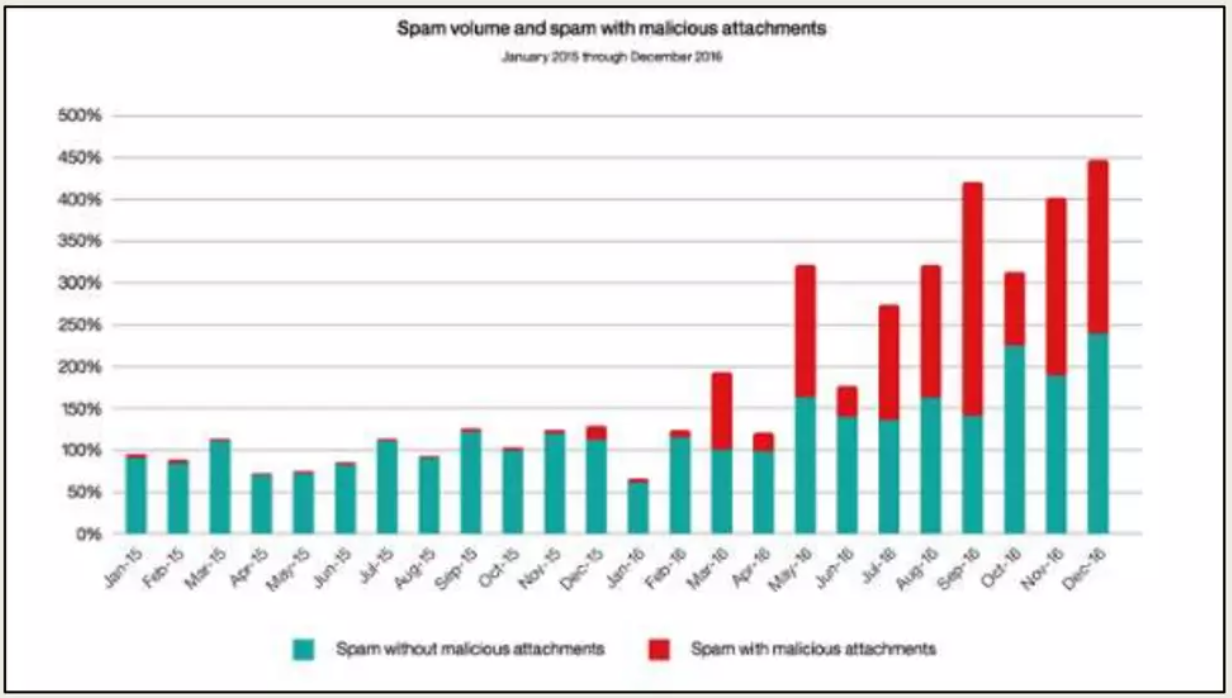 Spam volume and spam with malicious attachments
January 2015 through December 2016
500%
450%
400%
350%
300%
250%
200%
150%
100%
50%
0%
Jan-15
Feb-15
Mar-15
Apr-15
May-15
Jun-15
Jul-15
Aug-15
Sep-15
Oct-15
Nov-15
Dec-15
Jan-16
Feb-16
Mar-16
Apr-16
May-16
Jun-16
Jul-16
Aug-16
Sep-16
Oct-16
Nov-16
Dec-16
Spam without malicious attachments
Spam with malicious attachments